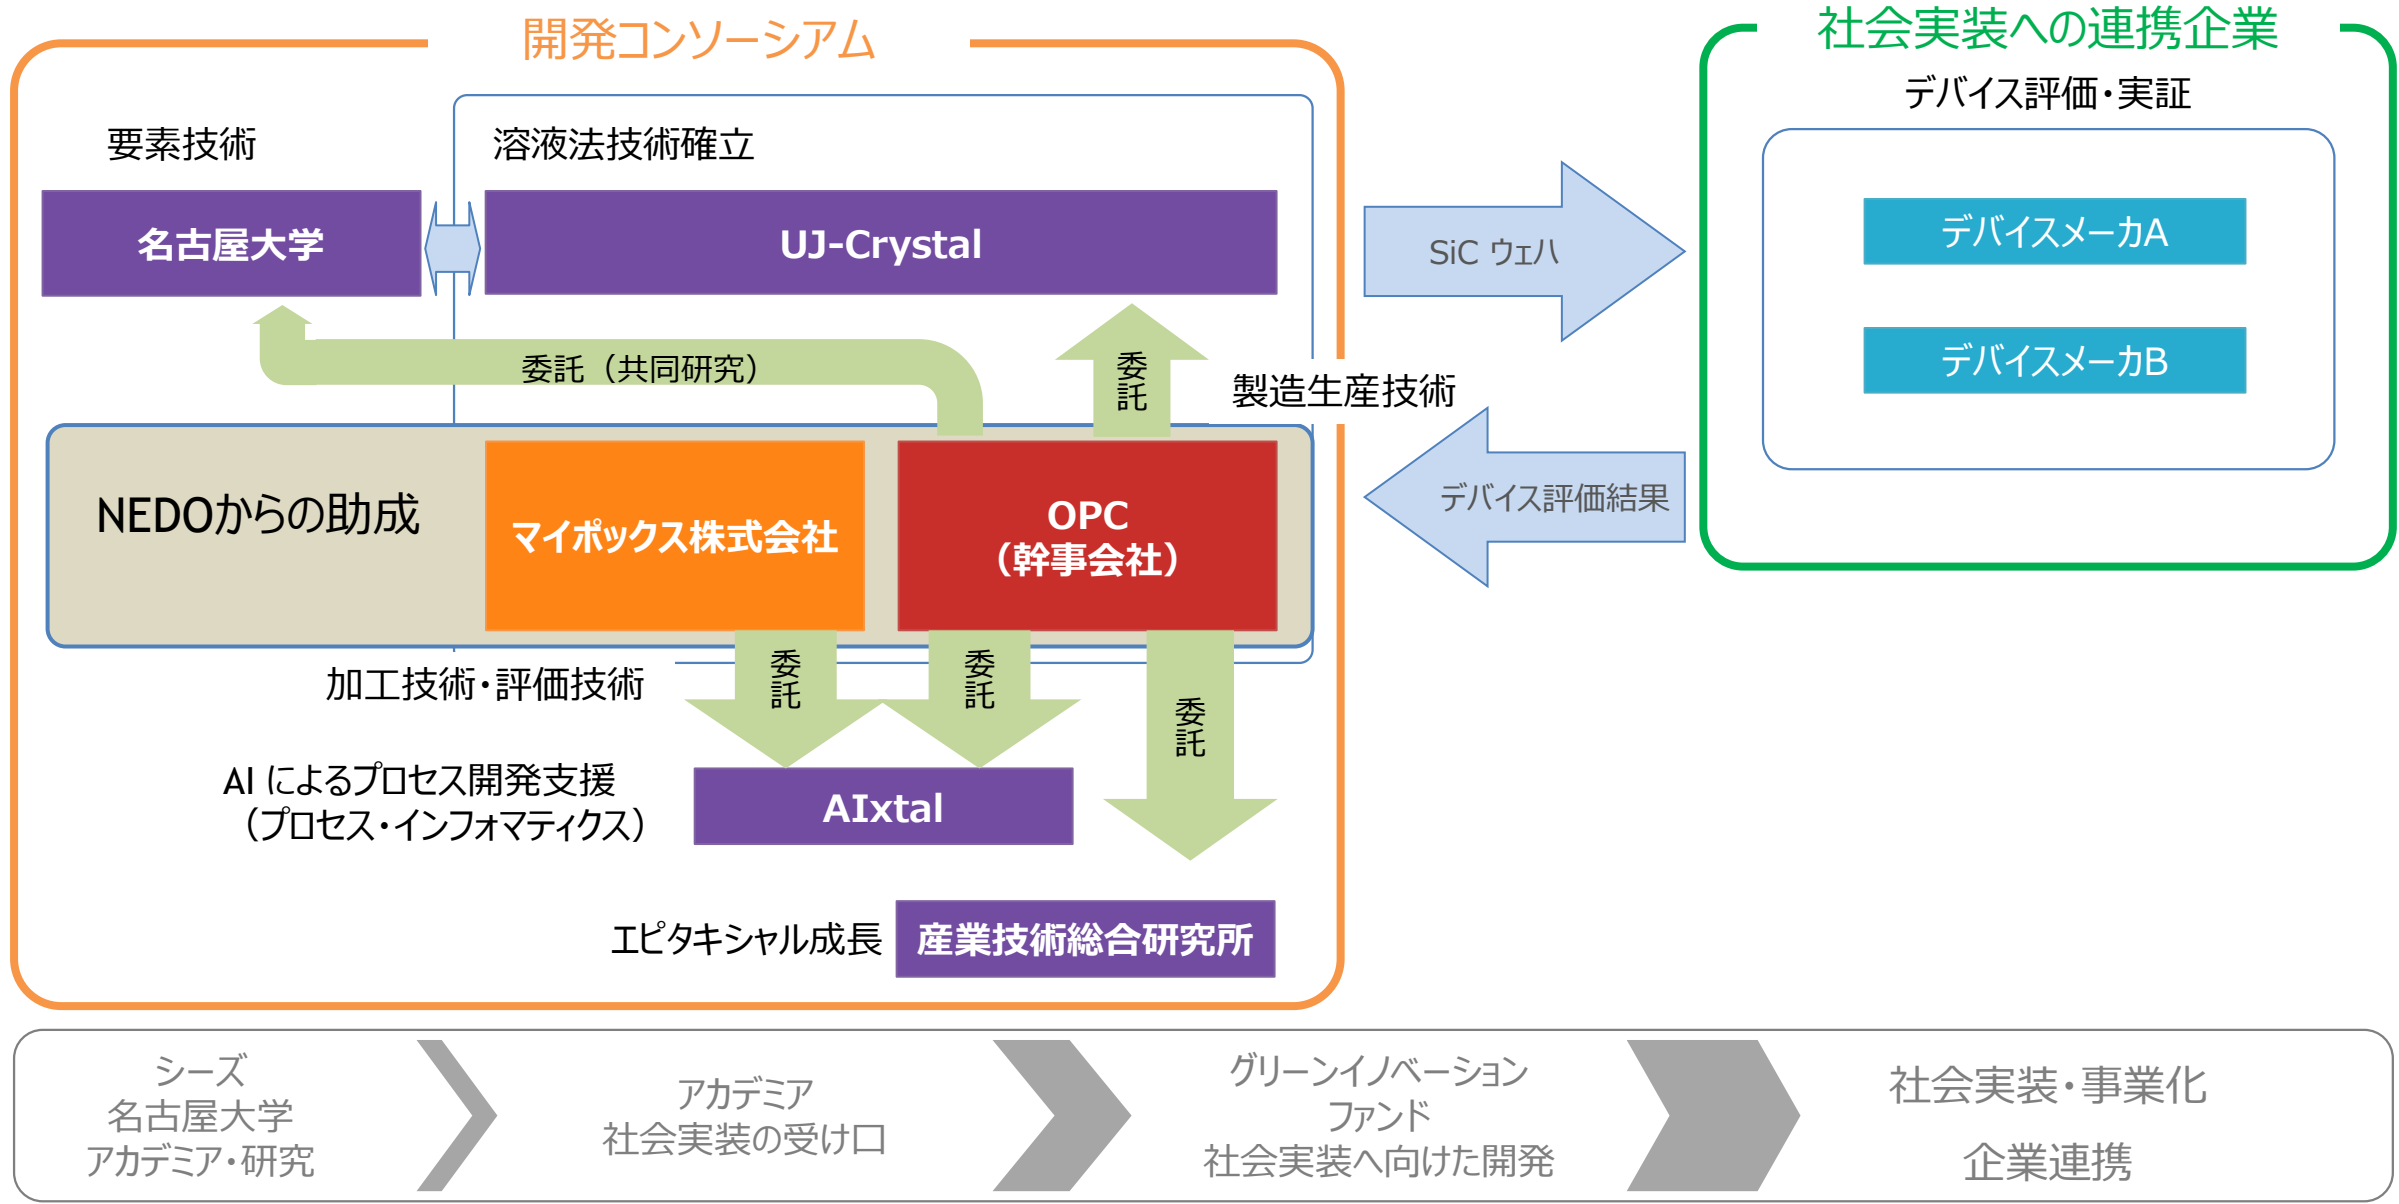 開発コンソーシアム
社会実装への連携企業
デバイス評価・実証
要素技術
溶液法技術確立
名古屋大学
UJ-Crystal
SiC ウェハ
デバイスメーカA
デバイスメーカB
委託（共同研究）
委託
製造生産技術
NEDOからの助成
マイポックス株式会社
OPC
（幹事会社）
デバイス評価結果
加工技術・評価技術
委託
委託
委託
AI によるプロセス開発支援
（プロセス・インフォマティクス）
AIxtal
エピタキシャル成長
産業技術総合研究所
シーズ
名古屋大学
アカデミア・研究
アカデミア
社会実装の受け口
グリーンイノベーション
ファンド
社会実装へ向けた開発
社会実装・事業化
企業連携